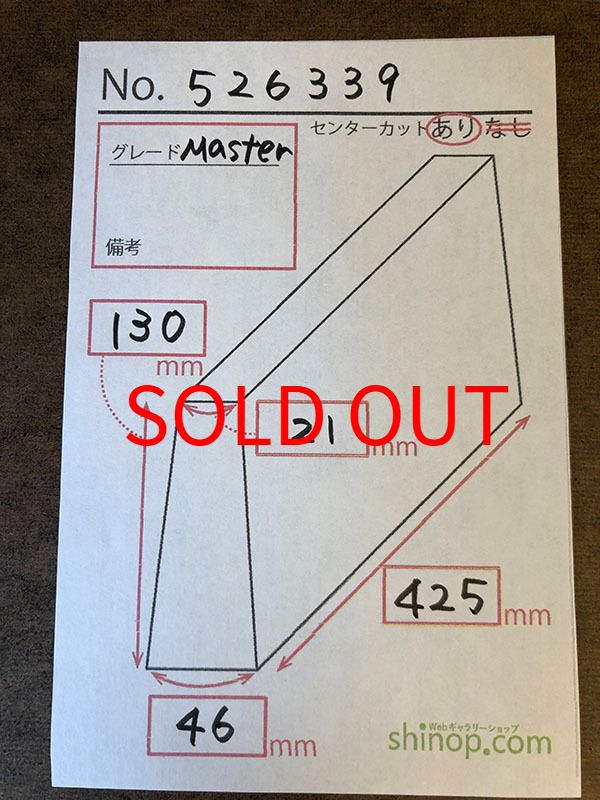 No. 526339
センターカット あり なし
グレード Master
備考
130
mm
SOLD OUT
21
mm
425
mm
46
mm
Webギャラリーショップ
shinop.com